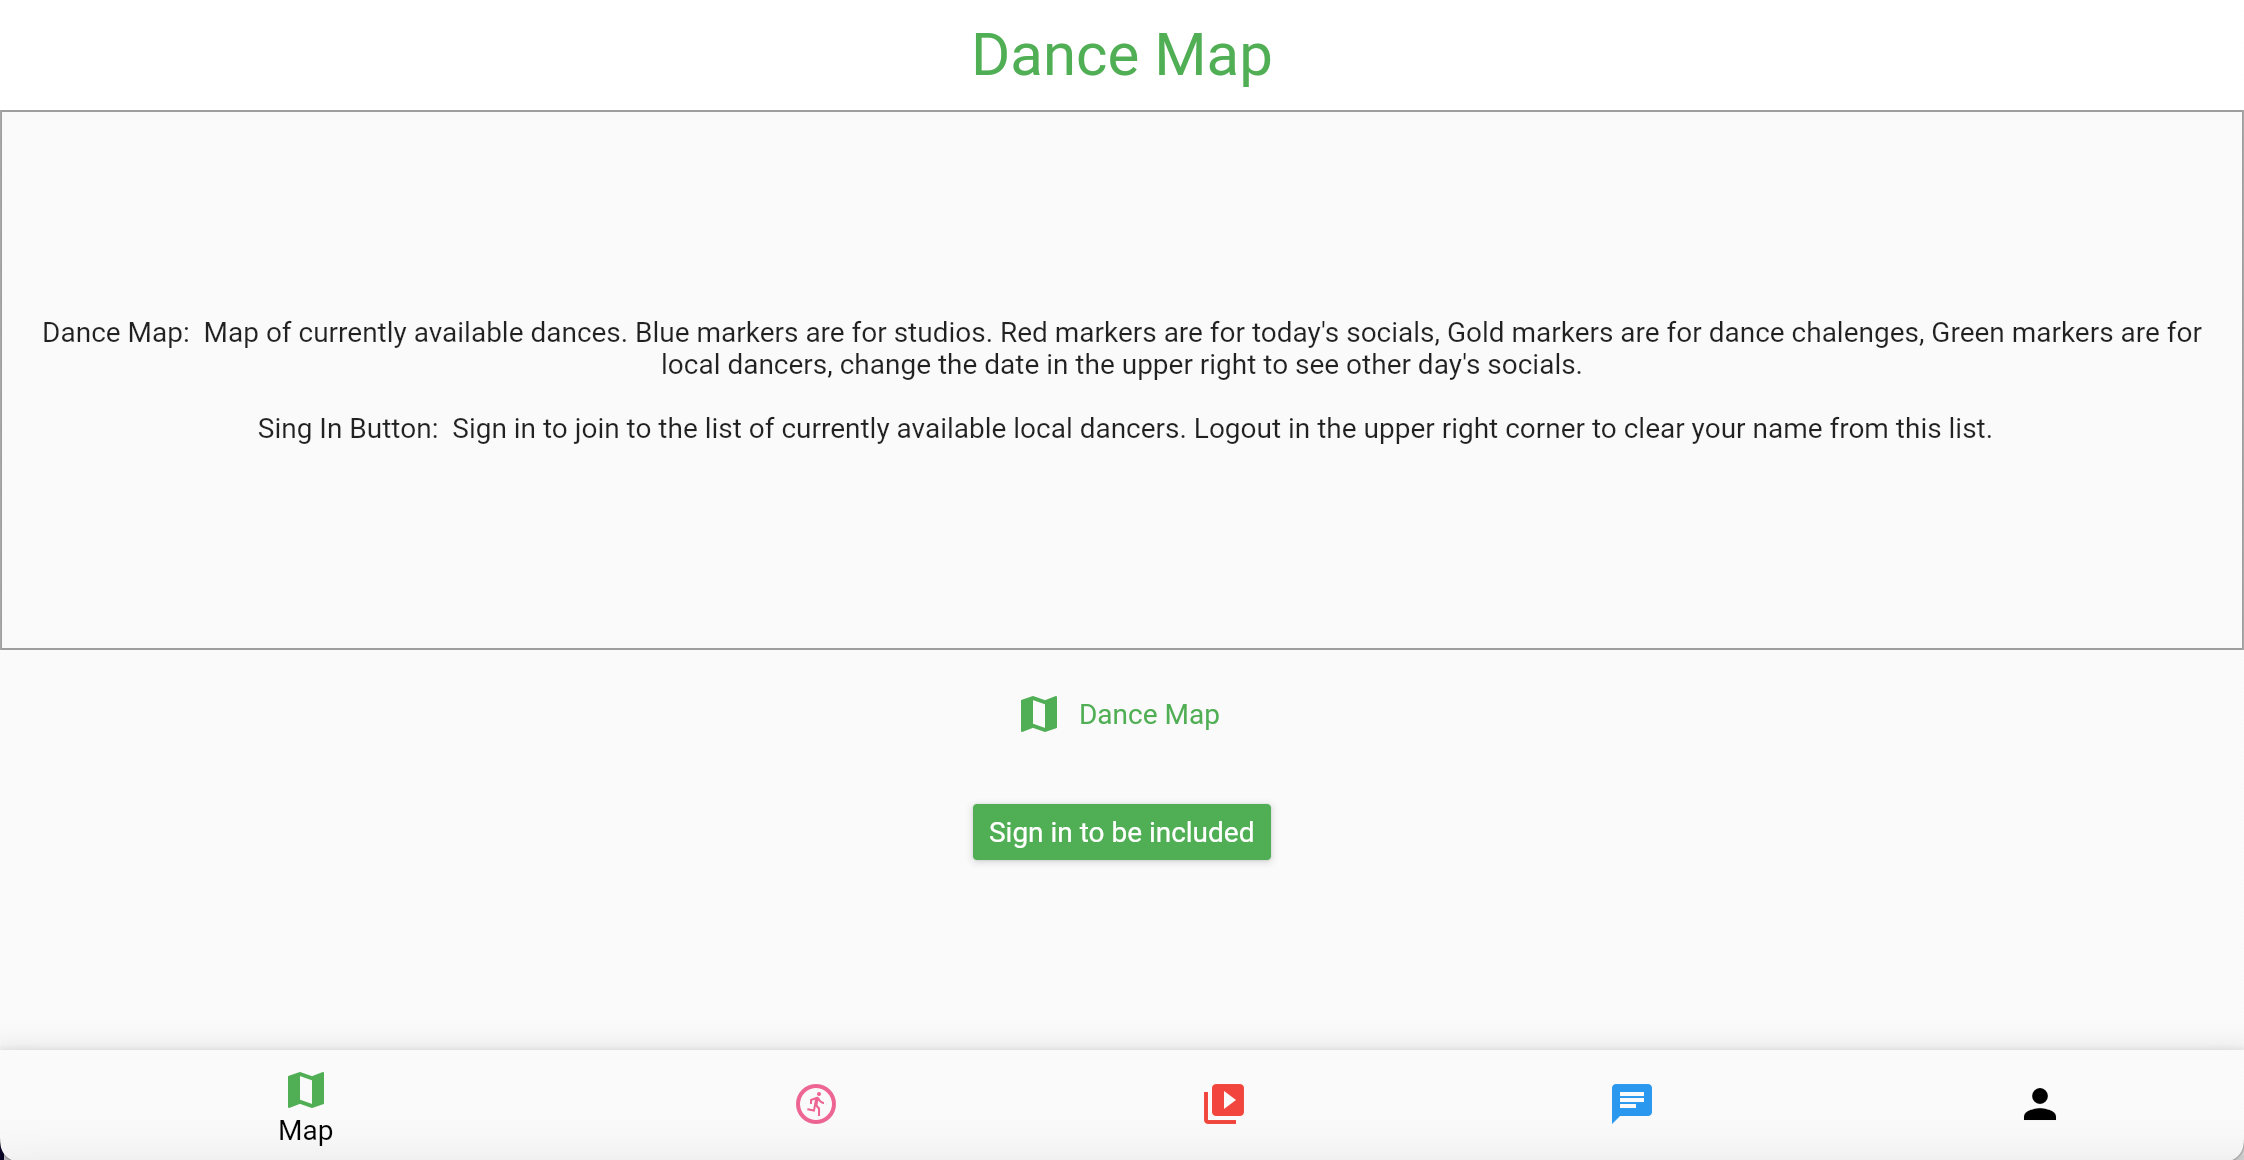 Dance Map
Dance Map:  Map of currently available dances. Blue markers are for studios. Red markers are for today's socials, Gold markers are for dance chalenges, Green markers are for
local dancers, change the date in the upper right to see other day's socials.
Sing In Button:  Sign in to join to the list of currently available local dancers. Logout in the upper right corner to clear your name from this list.
Dance Map
Sign in to be included
Map